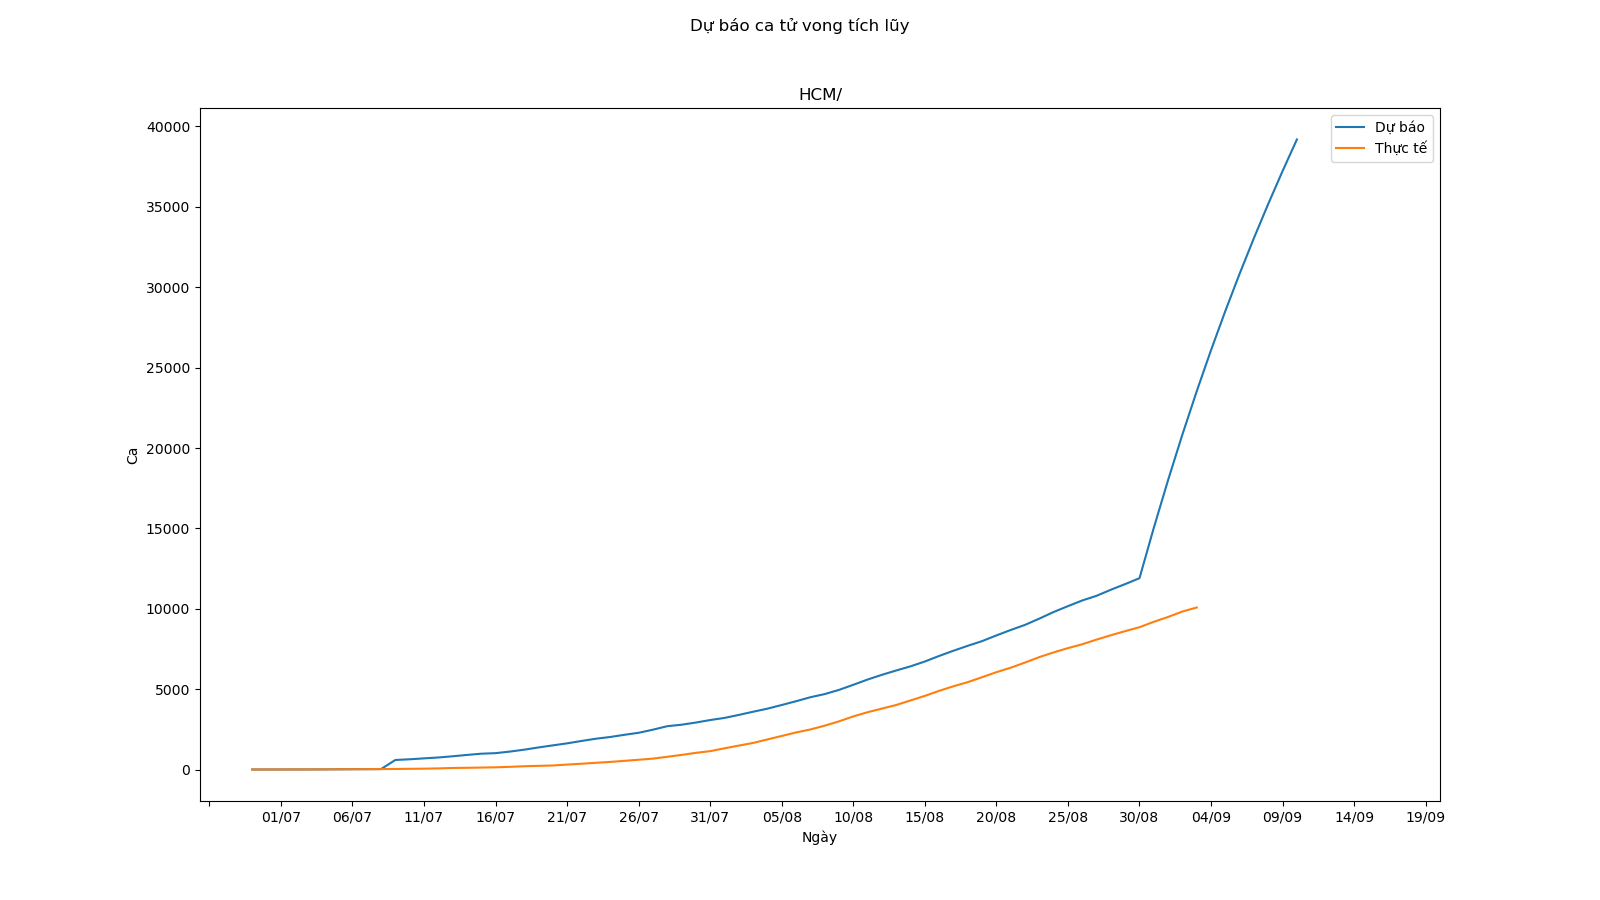 Dự báo ca tử vong tích lũy
HCM/
Dự báo
Thực tế
40000
35000
30000
25000
20000
15000
10000
5000
0
Ca
01/07 06/07 11/07 16/07 21/07 26/07 31/07 05/08 10/08 15/08 20/08 25/08 30/08 04/09 09/09 14/09 19/09
Ngày